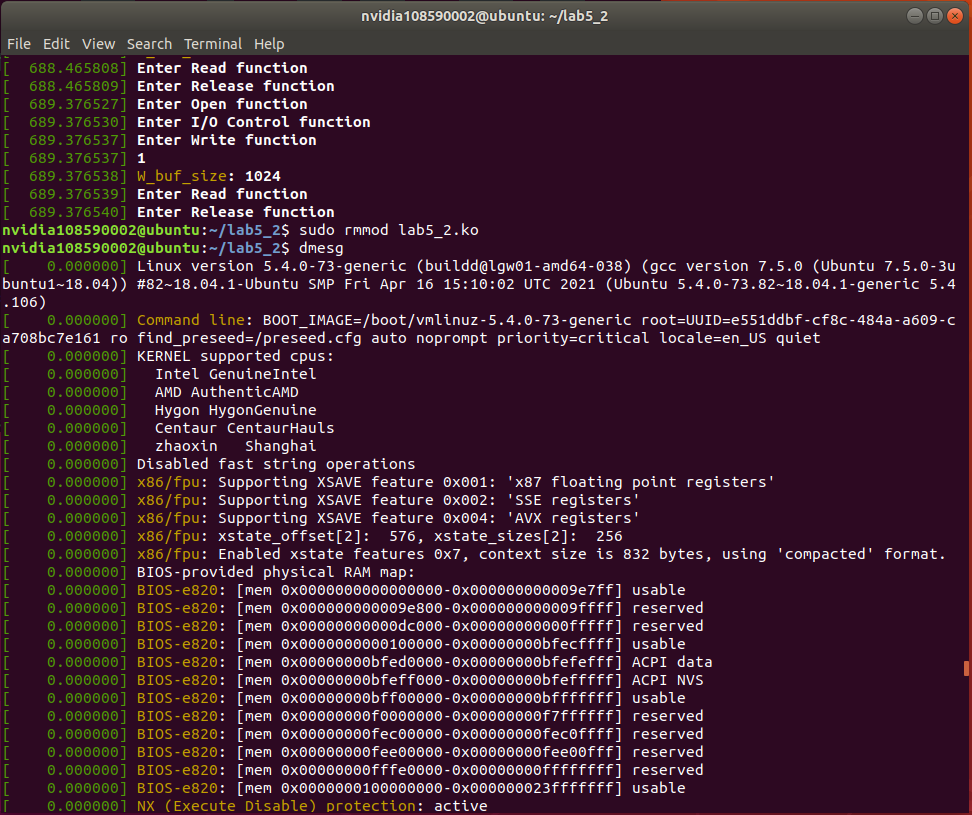 nvidia108590002@ubuntu: ~/lab5_2
File Edit View Search Terminal Help
[  688.465808] Enter Read function
[  688.465809] Enter Release function
[  689.376527] Enter Open function
[  689.376530] Enter I/O Control function
[  689.376537] Enter Write function
[  689.376537] 1
[  689.376538] W_buf_size: 1024
[  689.376539] Enter Read function
[  689.376540] Enter Release function
nvidia108590002@ubuntu:~/lab5_2$ sudo rmmod lab5_2.ko
nvidia108590002@ubuntu:~/lab5_2$ dmesg
[    0.000000] Linux version 5.4.0-73-generic (buildd@lgw01-amd64-038) (gcc version 7.5.0 (Ubuntu 7.5.0-3u
buntu1~18.04)) #82~18.04.1-Ubuntu SMP Fri Apr 16 15:10:02 UTC 2021 (Ubuntu 5.4.0-73.82~18.04.1-generic 5.4
.106)
[    0.000000] Command line: BOOT_IMAGE=/boot/vmlinuz-5.4.0-73-generic root=UUID=e551ddbf-cf8c-484a-a609-c
a708bc7e161 ro find_preseed=/preseed.cfg auto noprompt priority=critical locale=en_US quiet
[    0.000000] KERNEL supported cpus:
[    0.000000]   Intel GenuineIntel
[    0.000000]   AMD AuthenticAMD
[    0.000000]   Hygon HygonGenuine
[    0.000000]   Centaur CentaurHauls
[    0.000000]   zhaoxin   Shanghai
[    0.000000] Disabled fast string operations
[    0.000000] x86/fpu: Supporting XSAVE feature 0x001: 'x87 floating point registers'
[    0.000000] x86/fpu: Supporting XSAVE feature 0x002: 'SSE registers'
[    0.000000] x86/fpu: Supporting XSAVE feature 0x004: 'AVX registers'
[    0.000000] x86/fpu: xstate_offset[2]:  576, xstate_sizes[2]:  256
[    0.000000] x86/fpu: Enabled xstate features 0x7, context size is 832 bytes, using 'compacted' format.
[    0.000000] BIOS-provided physical RAM map:
[    0.000000] BIOS-e820: [mem 0x0000000000000000-0x000000000009e7ff] usable
[    0.000000] BIOS-e820: [mem 0x000000000009e800-0x000000000009ffff] reserved
[    0.000000] BIOS-e820: [mem 0x00000000000dc000-0x00000000000fffff] reserved
[    0.000000] BIOS-e820: [mem 0x0000000000100000-0x00000000bfecffff] usable
[    0.000000] BIOS-e820: [mem 0x00000000bfed0000-0x00000000bfefefff] ACPI data
[    0.000000] BIOS-e820: [mem 0x00000000bfeff000-0x00000000bfefffff] ACPI NVS
[    0.000000] BIOS-e820: [mem 0x00000000bff00000-0x00000000bfffffff] usable
[    0.000000] BIOS-e820: [mem 0x00000000f0000000-0x00000000f7ffffff] reserved
[    0.000000] BIOS-e820: [mem 0x00000000fec00000-0x00000000fec0ffff] reserved
[    0.000000] BIOS-e820: [mem 0x00000000fee00000-0x00000000fee00fff] reserved
[    0.000000] BIOS-e820: [mem 0x00000000fffe0000-0x00000000ffffffff] reserved
[    0.000000] BIOS-e820: [mem 0x0000000100000000-0x000000023fffffff] usable
[    0.000000] NX (Execute Disable) protection: active